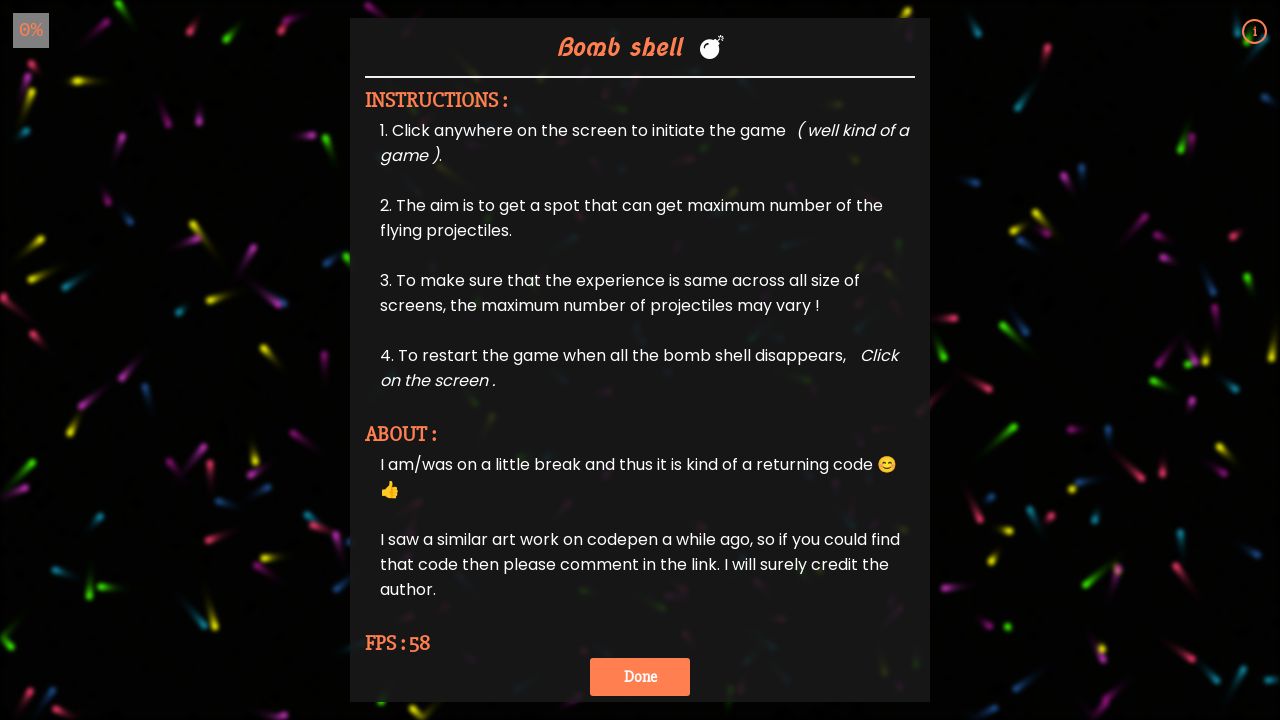 0%
i
Bomb shell 💣
INSTRUCTIONS :
1. Click anywhere on the screen to initiate the game ( well kind of a
game ).
2. The aim is to get a spot that can get maximum number of the
flying projectiles.
3. To make sure that the experience is same across all size of
screens, the maximum number of projectiles may vary !
4. To restart the game when all the bomb shell disappears, Click
on the screen .
ABOUT :
I am/was on a little break and thus it is kind of a returning code 😊
👍
I saw a similar art work on codepen a while ago, so if you could find
that code then please comment in the link. I will surely credit the
author.
FPS : 58
Done